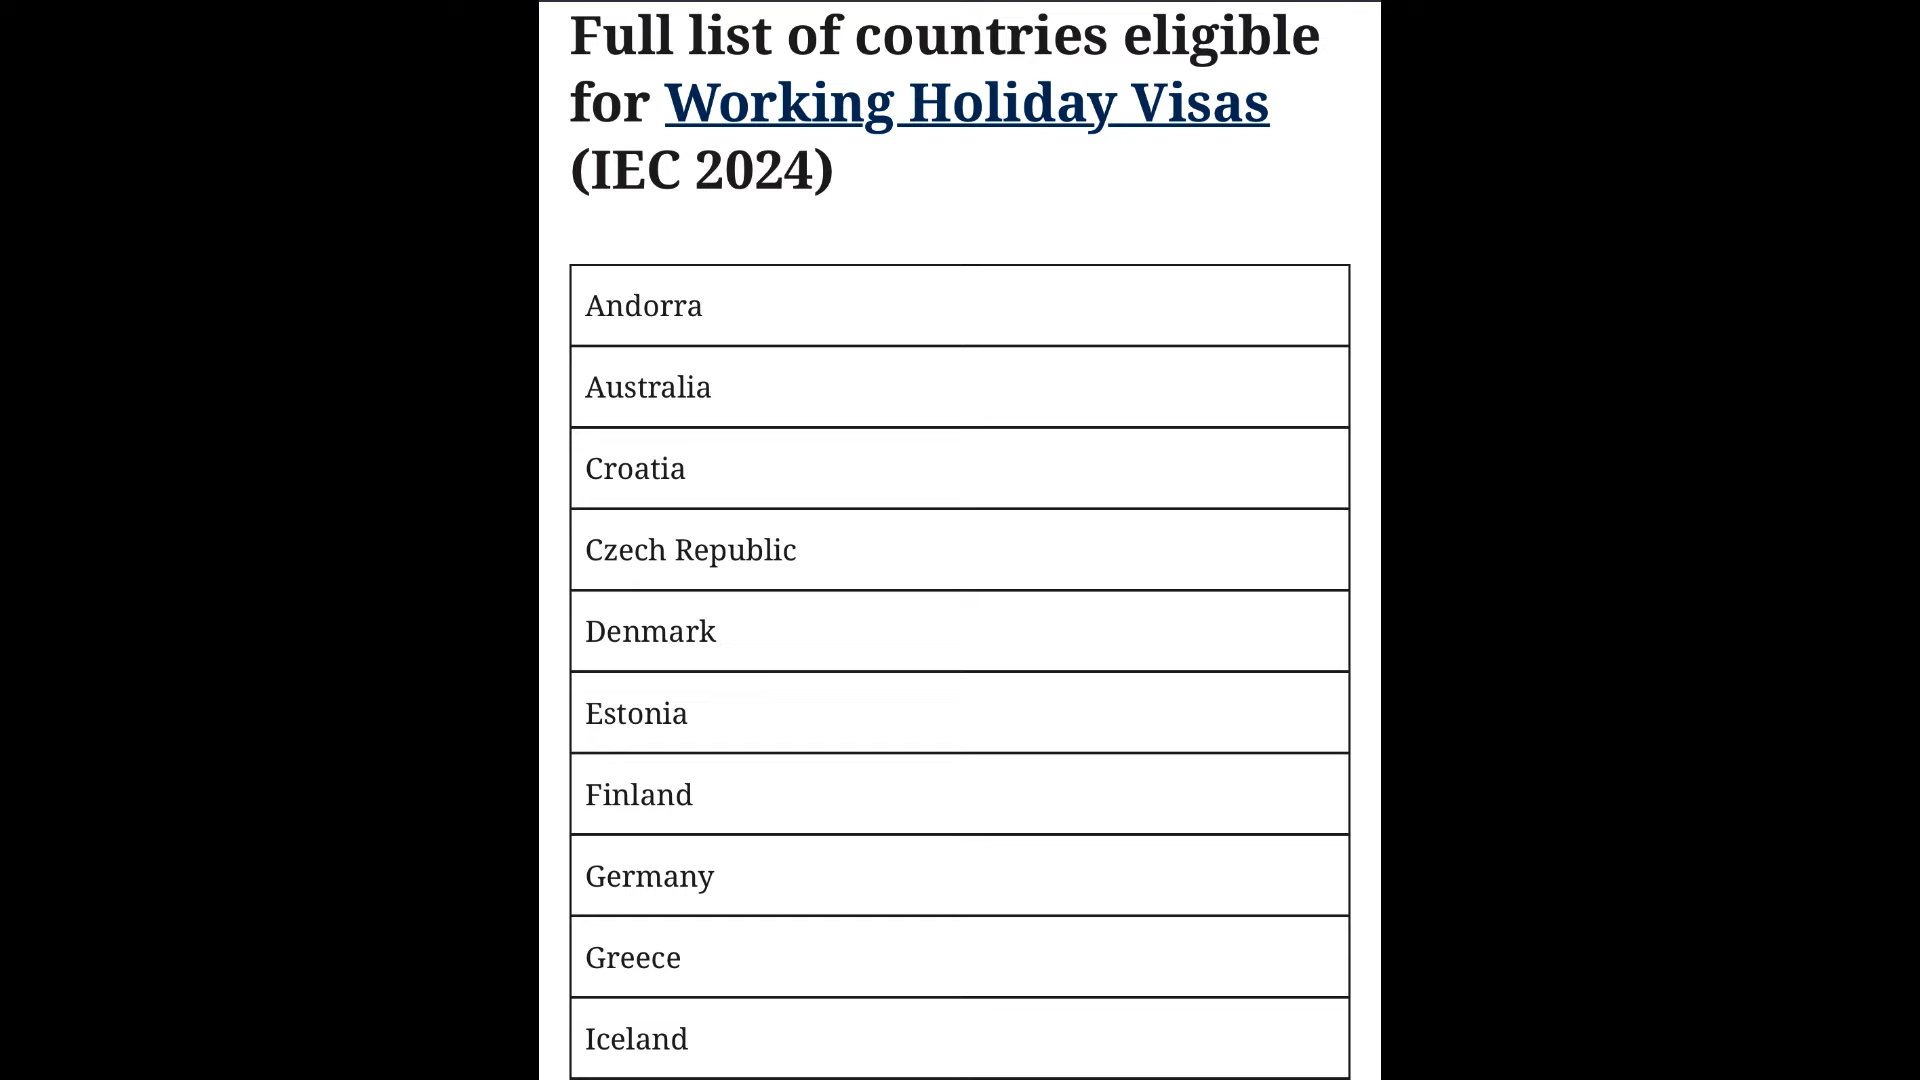 Full list of countries eligible
for Working Holiday Visas
(IEC 2024)
Andorra
Australia
Croatia
Czech Republic
Denmark
Estonia
Finland
Germany
Greece
Iceland